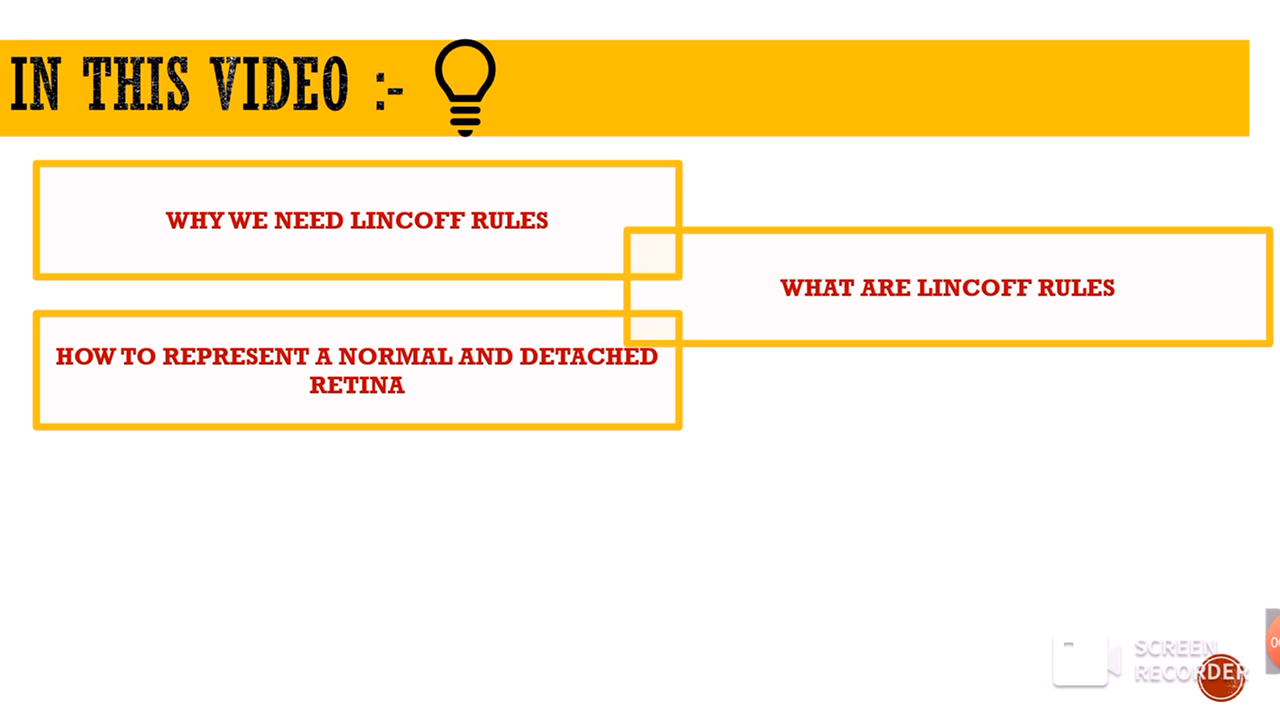 IN THIS VIDEO :-
WHY WE NEED LINCOFF RULES
WHAT ARE LINCOFF RULES
HOW TO REPRESENT A NORMAL AND DETACHED
RETINA
SCREEN
RECORDER